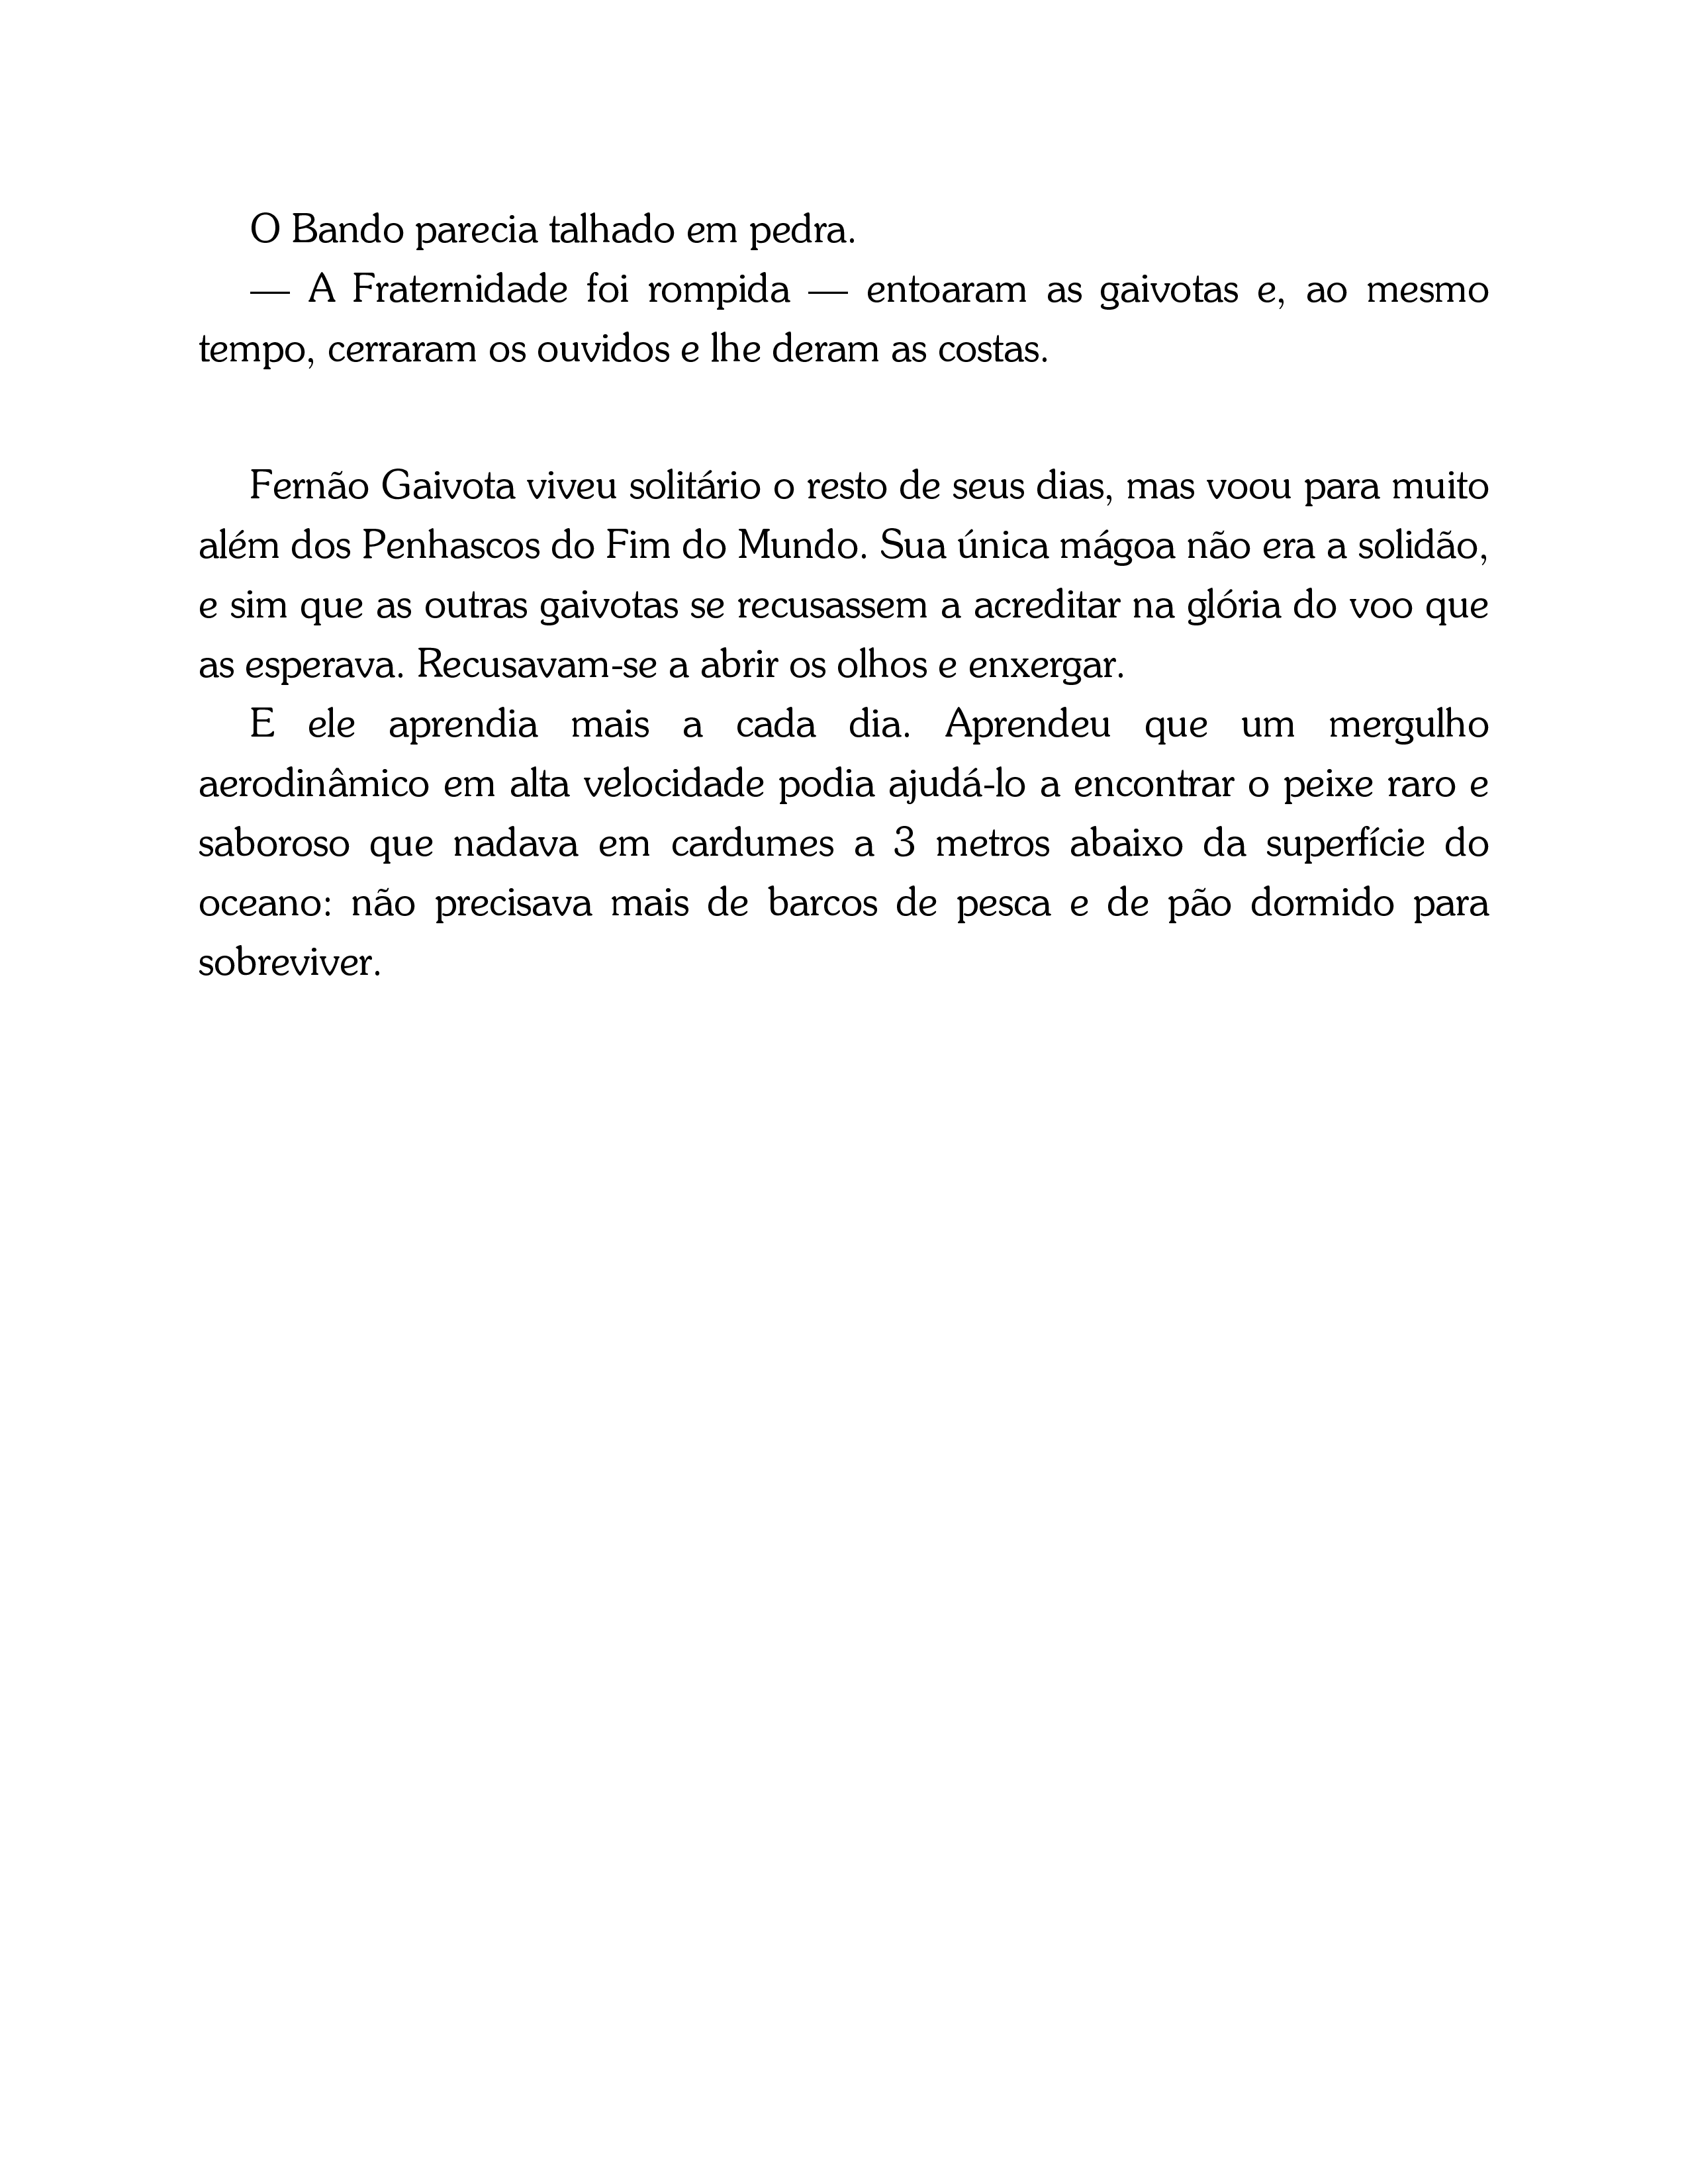 O Bando parecia talhado em pedra.
— A Fraternidade foi rompida — entoaram as gaivotas e, ao mesmo
tempo, cerraram os ouvidos e lhe deram as costas.
Fernão Gaivota viveu solitário o resto de seus dias, mas voou para muito
além dos Penhascos do Fim do Mundo. Sua única mágoa não era a solidão,
e sim que as outras gaivotas se recusassem a acreditar na glória do voo que
as esperava. Recusavam-se a abrir os olhos e enxergar.
E ele aprendia mais a cada dia. Aprendeu que um mergulho
aerodinâmico em alta velocidade podia ajudá-lo a encontrar o peixe raro e
saboroso que nadava em cardumes a 3 metros abaixo da superfície do
oceano: não precisava mais de barcos de pesca e de pão dormido para
sobreviver.